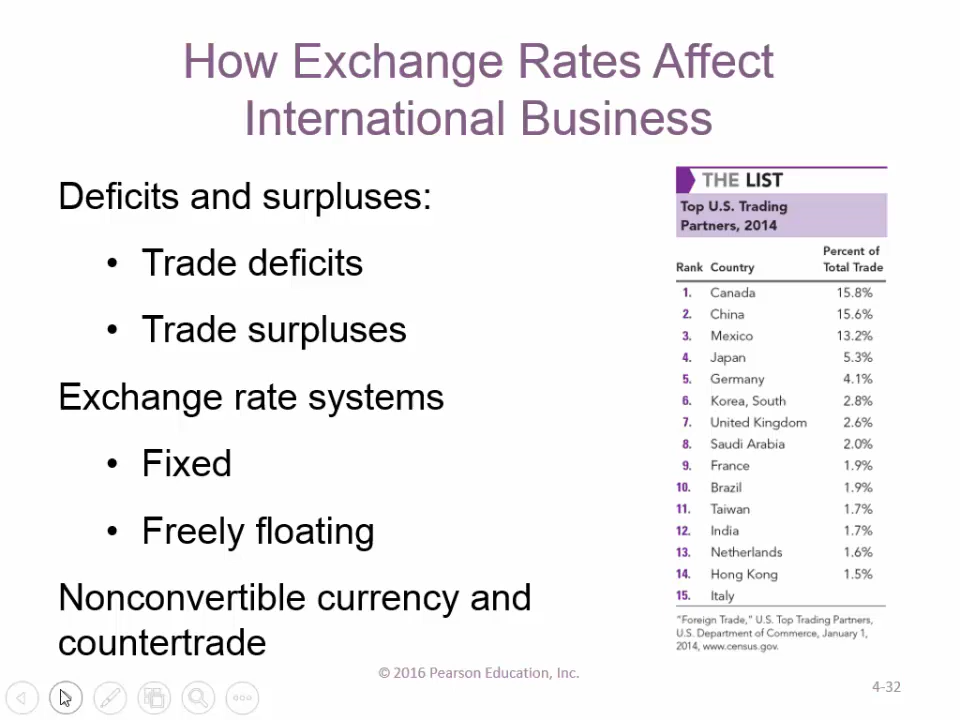 How Exchange Rates Affect
International Business
Deficits and surpluses:
• Trade deficits
• Trade surpluses
Exchange rate systems
• Fixed
• Freely floating
Nonconvertible currency and
countertrade
THE LIST
Top U.S. Trading
Partners, 2014
Percent of
Rank Country Total Trade
1. Canada 15.8%
2. China 15.6%
3. Mexico 13.2%
4. Japan 5.3%
5. Germany 4.1%
6. Korea, South 2.8%
7. United Kingdom 2.6%
8. Saudi Arabia 2.0%
9. France 1.9%
10. Brazil 1.9%
11. Taiwan 1.7%
12. India 1.7%
13. Netherlands 1.6%
14. Hong Kong 1.5%
15. Italy
"Foreign Trade," U.S. Top Trading Partners,
U.S. Department of Commerce, January 1,
2014, www.census.gov.
© 2016 Pearson Education, Inc.
4-32